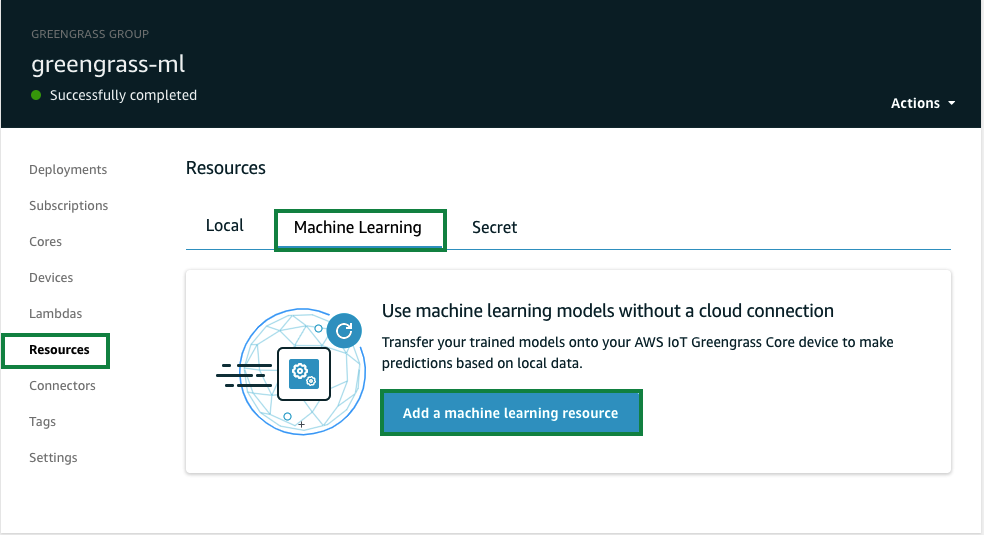 GREENGRASS GROUP
greengrass-ml
Successfully completed
Actions
Deployments
Subscriptions
Cores
Devices
Lambdas
Resources
Connectors
Tags
Settings
Resources
Local Machine Learning Secret
Use machine learning models without a cloud connection
Transfer your trained models onto your AWS IoT Greengrass Core device to make
predictions based on local data.
Add a machine learning resource